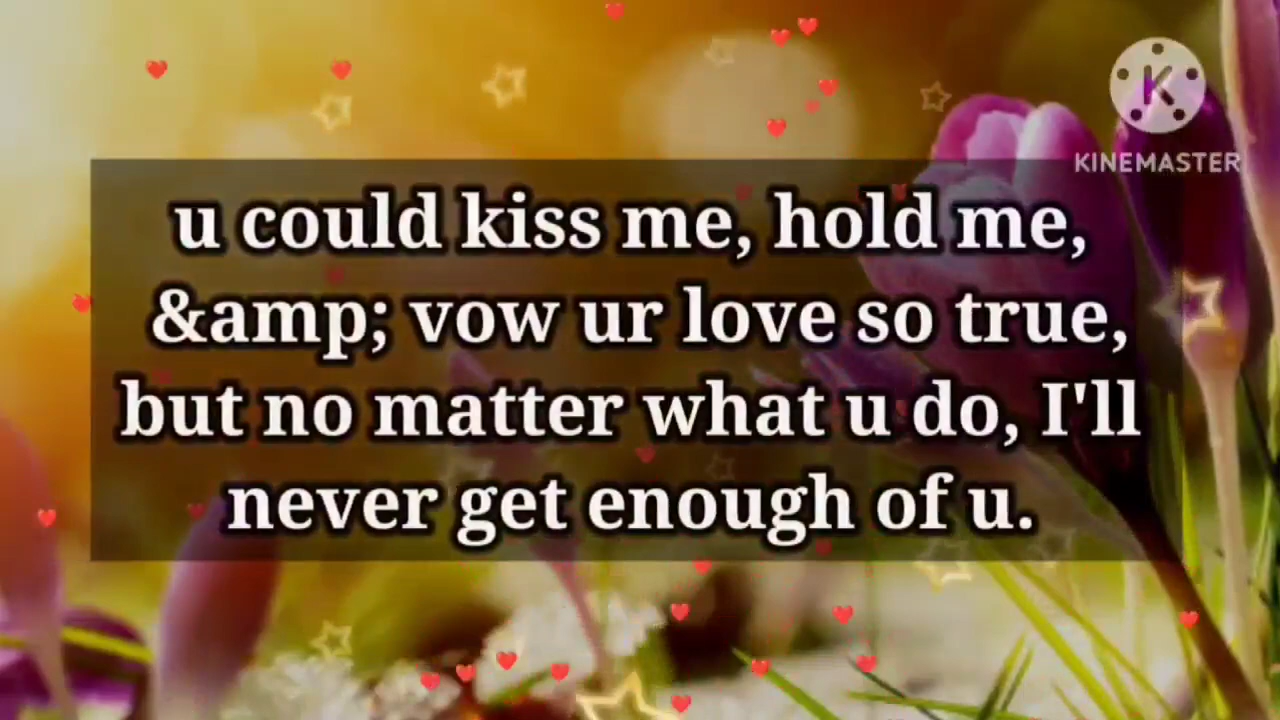 KINEMASTER
u could kiss me, hold me,
&amp; vow ur love so true,
but no matter what u do, I'll
never get enough of u.